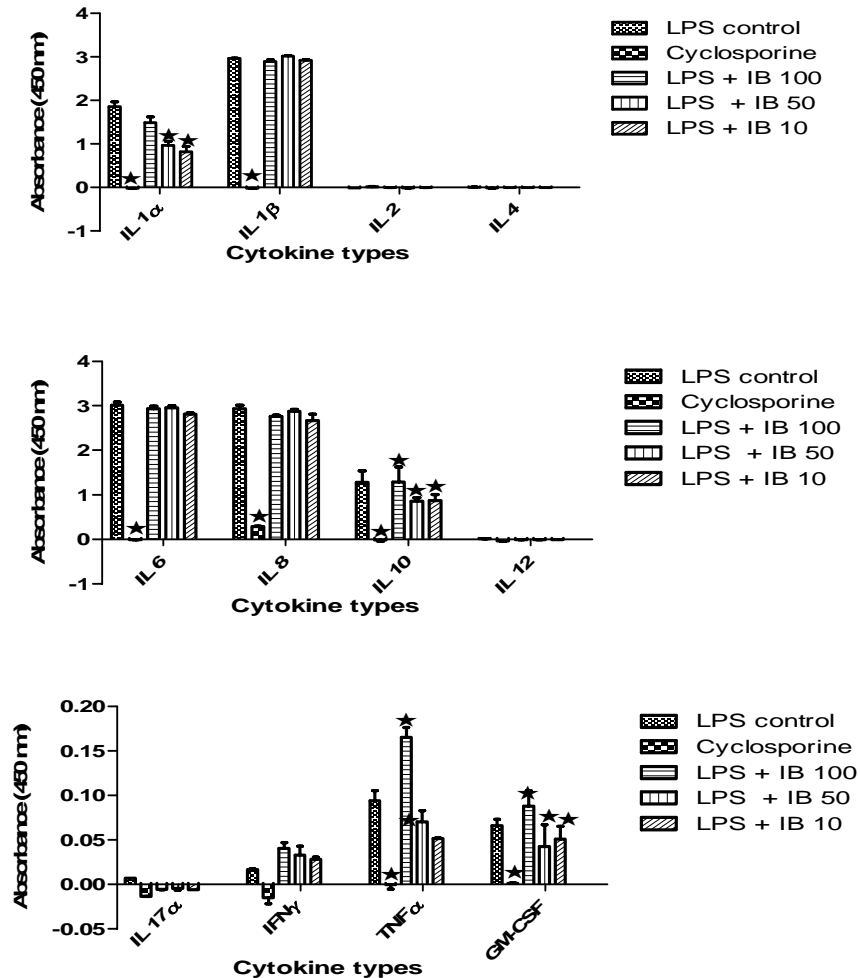 Absorbance (450 nm)
4
3
2
1
0
-1
IL 1α
IL 1β
IL 2
IL 4
Cytokine types
LPS control
Cyclosporine
LPS + IB 100
LPS + IB 50
LPS + IB 10
Absorbance (450 nm)
4
3
2
1
0
-1
IL 6
IL 8
IL 10
IL 12
Cytokine types
LPS control
Cyclosporine
LPS + IB 100
LPS + IB 50
LPS + IB 10
Absorbance (450 nm)
0.20
0.15
0.10
0.05
0.00
-0.05
IL 17α
IFNγ
TNFα
GM-CSF
Cytokine types
LPS control
Cyclosporine
LPS + IB 100
LPS + IB 50
LPS + IB 10